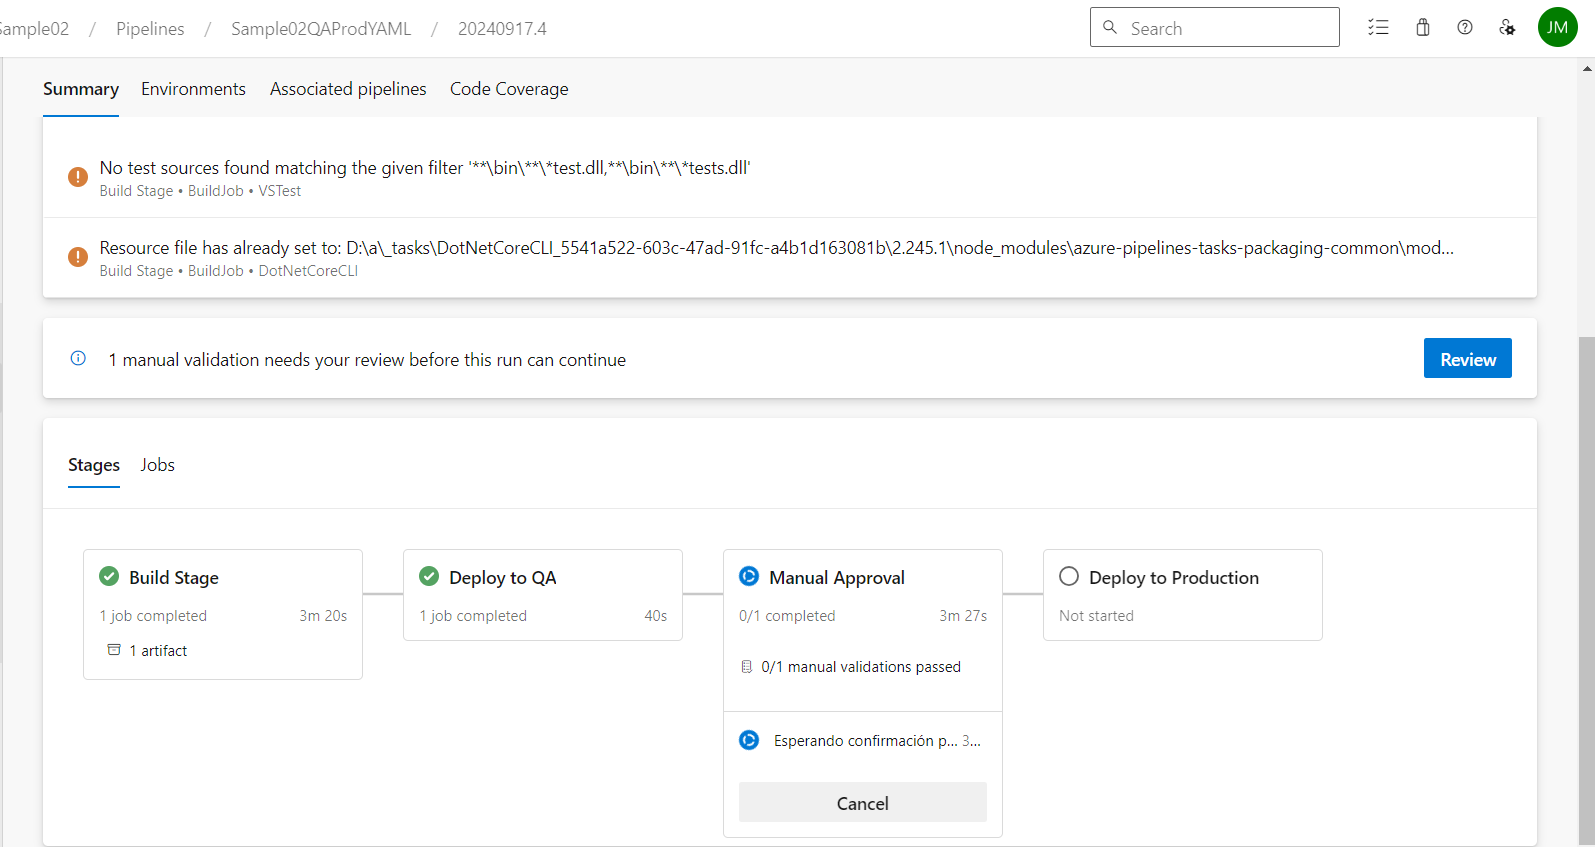 Sample02 / Pipelines / Sample02QAProdYAML / 20240917.4
Search
JM
Summary Environments Associated pipelines Code Coverage
No test sources found matching the given filter '**\bin\**\*test.dll,**\bin\**\*tests.dll'
Build Stage • BuildJob • VSTest
Resource file has already set to: D:\a\_tasks\DotNetCoreCLI_5541a522-603c-47ad-91fc-a4b1d163081b\2.245.1\node_modules\azure-pipelines-tasks-packaging-common\mod...
Build Stage • BuildJob • DotNetCoreCLI
1 manual validation needs your review before this run can continue
Review
Stages Jobs
Build Stage
1 job completed 3m 20s
1 artifact
Deploy to QA
1 job completed 40s
Manual Approval
0/1 completed 3m 27s
0/1 manual validations passed
Esperando confirmación p... 3...
Cancel
Deploy to Production
Not started